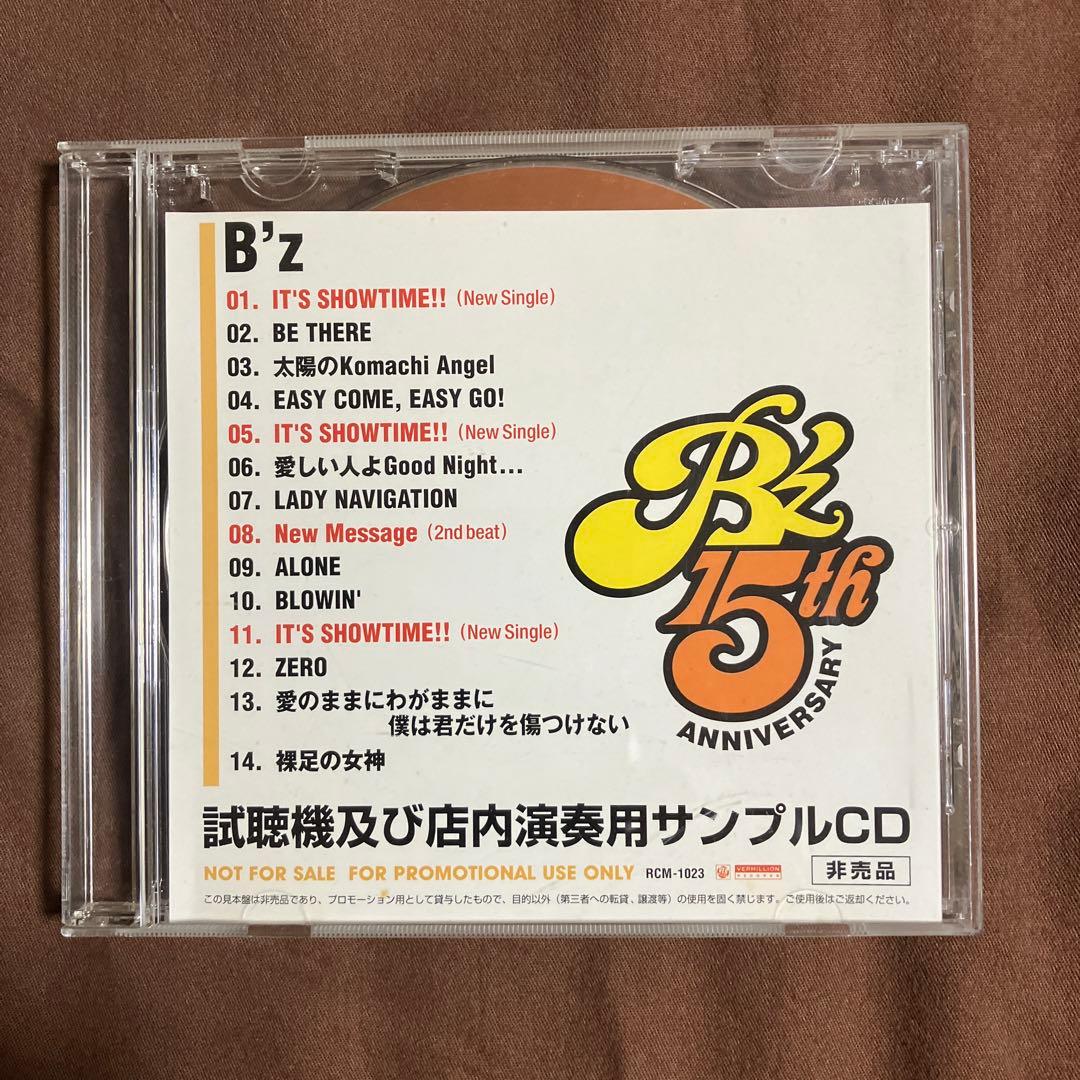 B'z
01. IT'S SHOWTIME!! (New Single)
02. BE THERE
03. 太陽のKomachi Angel
04. EASY COME, EASY GO!
05. IT'S SHOWTIME!! (New Single)
06. 愛しい人よGood Night...
07. LADY NAVIGATION
08. New Message (2nd beat)
09. ALONE
10. BLOWIN'
11. IT'S SHOWTIME!! (New Single)
12. ZERO
13. 愛のままにわがままに
僕は君だけを傷つけない
14. 裸足の女神
B'z
15th
ANNIVERSARY
試聴機及び店内演奏用サンプルCD
NOT FOR SALE FOR PROMOTIONAL USE ONLY RCM-1023 VERMILLION RECORDS 非売品
この見本盤は非売品であり、プロモーション用として貸与したもので、目的以外（第三者への転貸、譲渡等）の使用を固く禁じます。ご使用後はご返却ください。